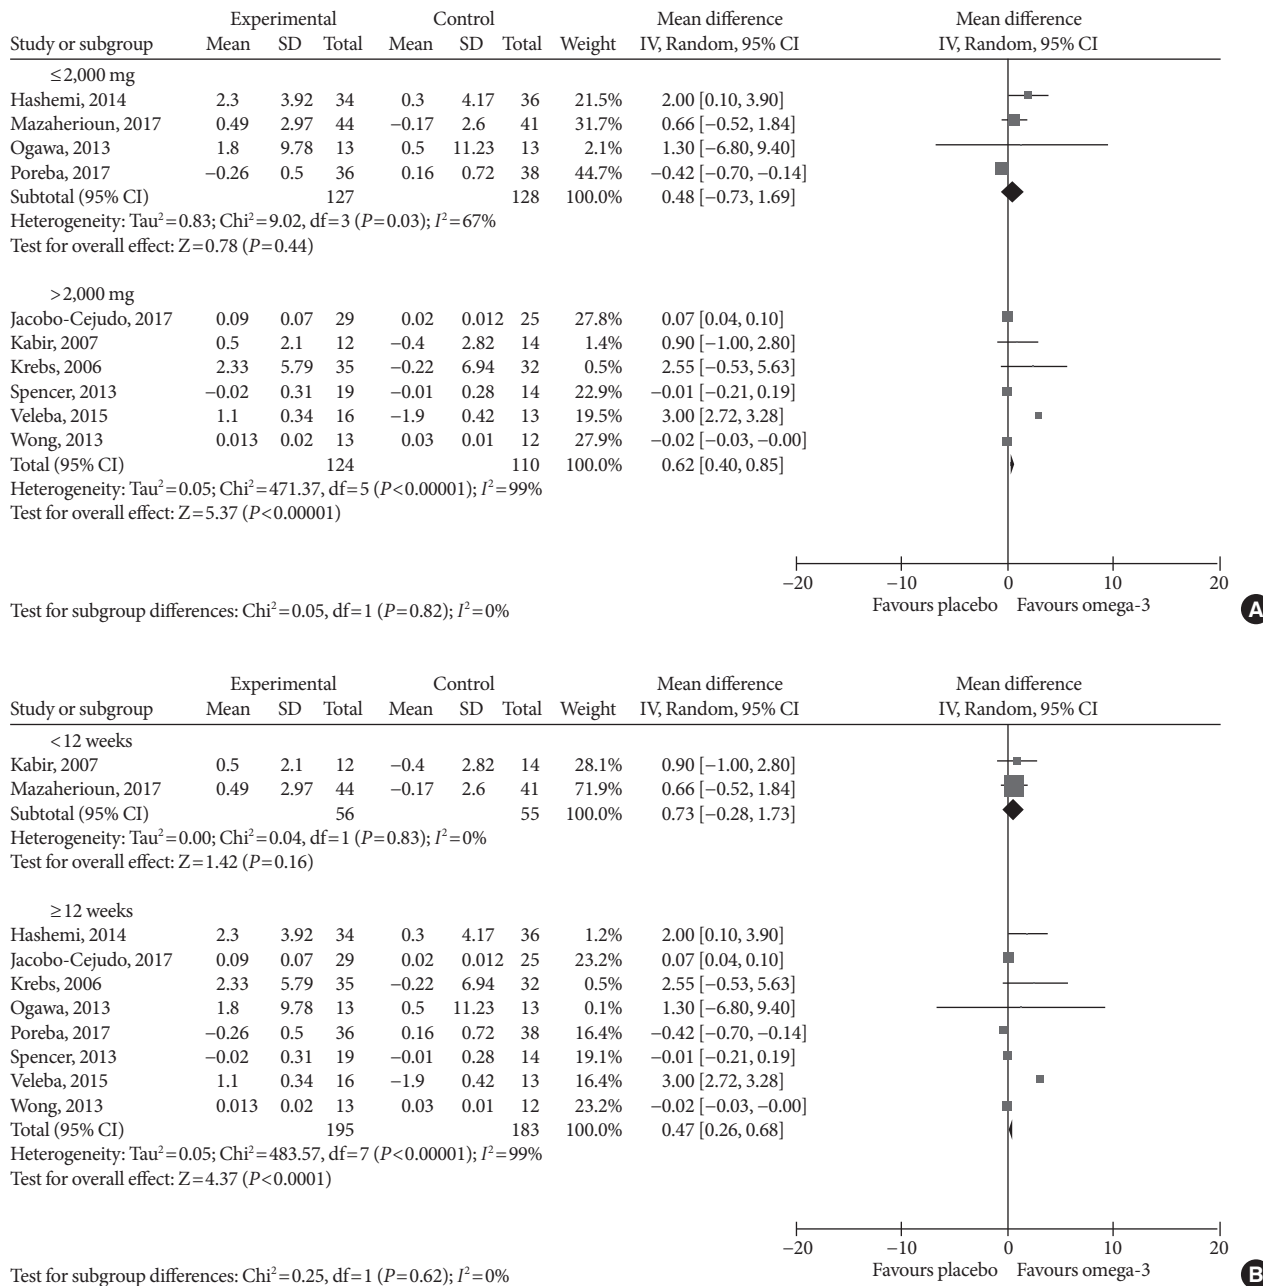 Experimental Control Mean difference Mean difference
Study or subgroup Mean SD Total Mean SD Total Weight IV, Random, 95% CI IV, Random, 95% CI
≤2,000 mg
Hashemi, 2014 2.3 3.92 34 0.3 4.17 36 21.5% 2.00 [0.10, 3.90]
Mazaherioun, 2017 0.49 2.97 44 −0.17 2.6 41 31.7% 0.66 [−0.52, 1.84]
Ogawa, 2013 1.8 9.78 13 0.5 11.23 13 2.1% 1.30 [−6.80, 9.40]
Poreba, 2017 −0.26 0.5 36 0.16 0.72 38 44.7% −0.42 [−0.70, −0.14]
Subtotal (95% CI) 127 128 100.0% 0.48 [−0.73, 1.69]
Heterogeneity: Tau²=0.83; Chi²=9.02, df=3 (P=0.03); I²=67%
Test for overall effect: Z=0.78 (P=0.44)
>2,000 mg
Jacobo-Cejudo, 2017 0.09 0.07 29 0.02 0.012 25 27.8% 0.07 [0.04, 0.10]
Kabir, 2007 0.5 2.1 12 −0.4 2.82 14 1.4% 0.90 [−1.00, 2.80]
Krebs, 2006 2.33 5.79 35 −0.22 6.94 32 0.5% 2.55 [−0.53, 5.63]
Spencer, 2013 −0.02 0.31 19 −0.01 0.28 14 22.9% −0.01 [−0.21, 0.19]
Veleba, 2015 1.1 0.34 16 −1.9 0.42 13 19.5% 3.00 [2.72, 3.28]
Wong, 2013 0.013 0.02 13 0.03 0.01 12 27.9% −0.02 [−0.03, −0.00]
Total (95% CI) 124 110 100.0% 0.62 [0.40, 0.85]
Heterogeneity: Tau²=0.05; Chi²=471.37, df=5 (P<0.00001); I²=99%
Test for overall effect: Z=5.37 (P<0.00001)
−20 −10 0 10 20
Favours placebo Favours omega-3
Test for subgroup differences: Chi²=0.05, df=1 (P=0.82); I²=0%
A
Experimental Control Mean difference Mean difference
Study or subgroup Mean SD Total Mean SD Total Weight IV, Random, 95% CI IV, Random, 95% CI
<12 weeks
Kabir, 2007 0.5 2.1 12 −0.4 2.82 14 28.1% 0.90 [−1.00, 2.80]
Mazaherioun, 2017 0.49 2.97 44 −0.17 2.6 41 71.9% 0.66 [−0.52, 1.84]
Subtotal (95% CI) 56 55 100.0% 0.73 [−0.28, 1.73]
Heterogeneity: Tau²=0.00; Chi²=0.04, df=1 (P=0.83); I²=0%
Test for overall effect: Z=1.42 (P=0.16)
≥12 weeks
Hashemi, 2014 2.3 3.92 34 0.3 4.17 36 1.2% 2.00 [0.10, 3.90]
Jacobo-Cejudo, 2017 0.09 0.07 29 0.02 0.012 25 23.2% 0.07 [0.04, 0.10]
Krebs, 2006 2.33 5.79 35 −0.22 6.94 32 0.5% 2.55 [−0.53, 5.63]
Ogawa, 2013 1.8 9.78 13 0.5 11.23 13 0.1% 1.30 [−6.80, 9.40]
Poreba, 2017 −0.26 0.5 36 0.16 0.72 38 16.4% −0.42 [−0.70, −0.14]
Spencer, 2013 −0.02 0.31 19 −0.01 0.28 14 19.1% −0.01 [−0.21, 0.19]
Veleba, 2015 1.1 0.34 16 −1.9 0.42 13 16.4% 3.00 [2.72, 3.28]
Wong, 2013 0.013 0.02 13 0.03 0.01 12 23.2% −0.02 [−0.03, −0.00]
Total (95% CI) 195 183 100.0% 0.47 [0.26, 0.68]
Heterogeneity: Tau²=0.05; Chi²=483.57, df=7 (P<0.00001); I²=99%
Test for overall effect: Z=4.37 (P<0.0001)
−20 −10 0 10 20
Favours placebo Favours omega-3
Test for subgroup differences: Chi²=0.25, df=1 (P=0.62); I²=0%
B